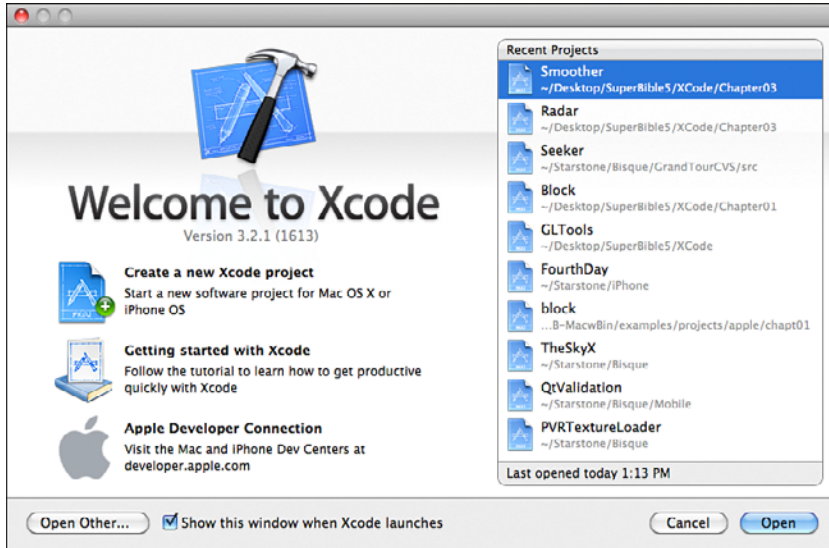 Welcome to Xcode
Version 3.2.1 (1613)
Create a new Xcode project
Start a new software project for Mac OS X or
iPhone OS
Getting started with Xcode
Follow the tutorial to learn how to get productive
quickly with Xcode
Apple Developer Connection
Visit the Mac and iPhone Dev Centers at
developer.apple.com
Recent Projects
Smoother
~/Desktop/SuperBible5/XCode/Chapter03
Radar
~/Desktop/SuperBible5/XCode/Chapter03
Seeker
~/Starstone/Bisque/GrandTourCVS/src
Block
~/Desktop/SuperBible5/XCode/Chapter01
GLTools
~/Desktop/SuperBible5/XCode
FourthDay
~/Starstone/iPhone
block
...B-MacwBin/examples/projects/apple/chapt01
TheSkyX
~/Starstone/Bisque
QtValidation
~/Starstone/Bisque/Mobile
PVRTextureLoader
~/Starstone/Bisque
Last opened today 1:13 PM
Open Other...
Show this window when Xcode launches
Cancel
Open